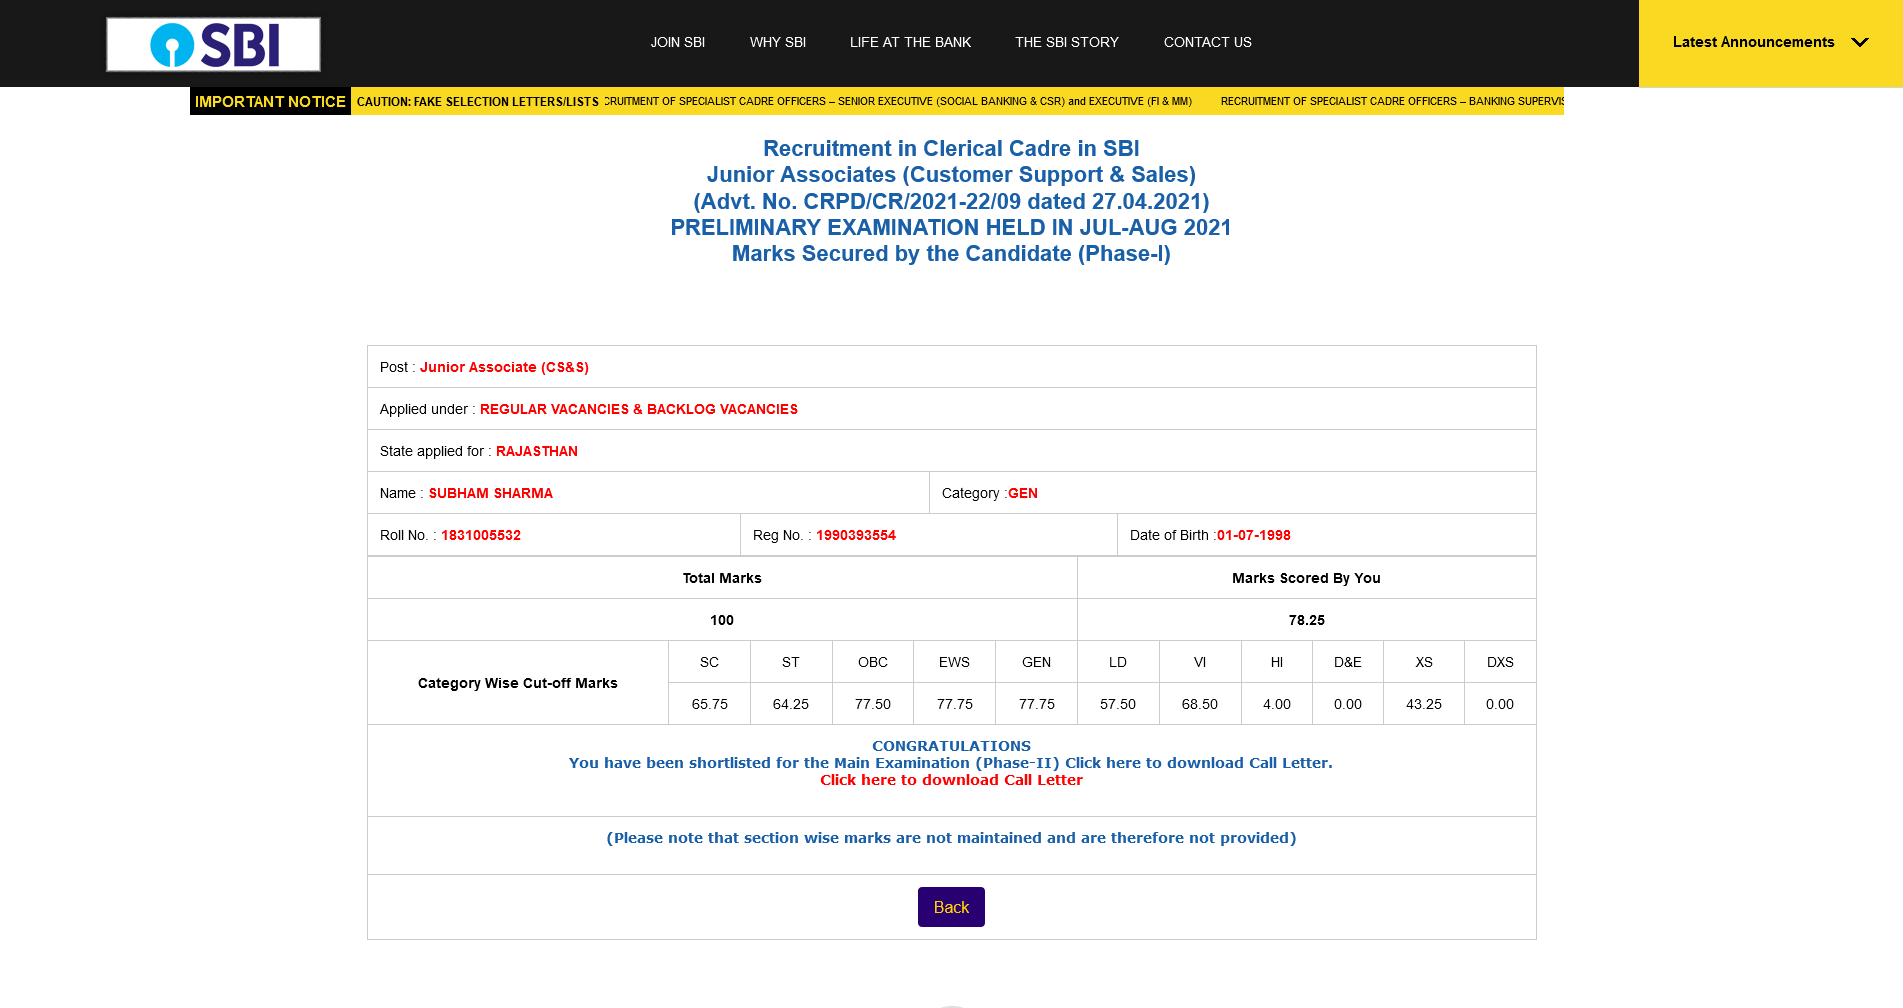 SBI
JOIN SBI WHY SBI LIFE AT THE BANK THE SBI STORY CONTACT US
Latest Announcements
IMPORTANT NOTICE CAUTION: FAKE SELECTION LETTERS/LISTS CRUITMENT OF SPECIALIST CADRE OFFICERS – SENIOR EXECUTIVE (SOCIAL BANKING & CSR) and EXECUTIVE (FI & MM) RECRUITMENT OF SPECIALIST CADRE OFFICERS – BANKING SUPERVIS
Recruitment in Clerical Cadre in SBI
Junior Associates (Customer Support & Sales)
(Advt. No. CRPD/CR/2021-22/09 dated 27.04.2021)
PRELIMINARY EXAMINATION HELD IN JUL-AUG 2021
Marks Secured by the Candidate (Phase-I)
Post : Junior Associate (CS&S)
Applied under : REGULAR VACANCIES & BACKLOG VACANCIES
State applied for : RAJASTHAN
Name : SUBHAM SHARMA Category :GEN
Roll No. : 1831005532 Reg No. : 1990393554 Date of Birth :01-07-1998
Total Marks Marks Scored By You
100 78.25
Category Wise Cut-off Marks
SC ST OBC EWS GEN LD VI HI D&E XS DXS
65.75 64.25 77.50 77.75 77.75 57.50 68.50 4.00 0.00 43.25 0.00
CONGRATULATIONS
You have been shortlisted for the Main Examination (Phase-II) Click here to download Call Letter.
Click here to download Call Letter
(Please note that section wise marks are not maintained and are therefore not provided)
Back